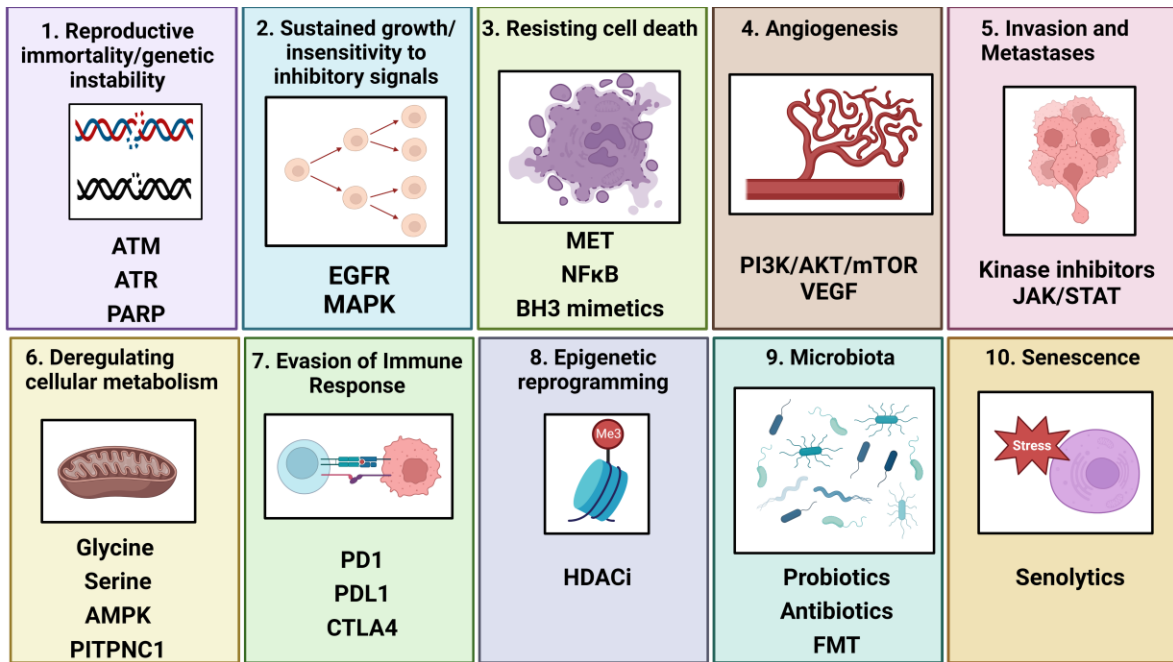 1. Reproductive
immortality/genetic
instability
ATM
ATR
PARP
2. Sustained growth/
insensitivity to
inhibitory signals
EGFR
MAPK
3. Resisting cell death
MET
NFκB
BH3 mimetics
4. Angiogenesis
PI3K/AKT/mTOR
VEGF
5. Invasion and
Metastases
Kinase inhibitors
JAK/STAT
6. Deregulating
cellular metabolism
Glycine
Serine
AMPK
PITPNC1
7. Evasion of Immune
Response
PD1
PDL1
CTLA4
8. Epigenetic
reprogramming
Me3
HDACi
9. Microbiota
Probiotics
Antibiotics
FMT
10. Senescence
Stress
Senolytics